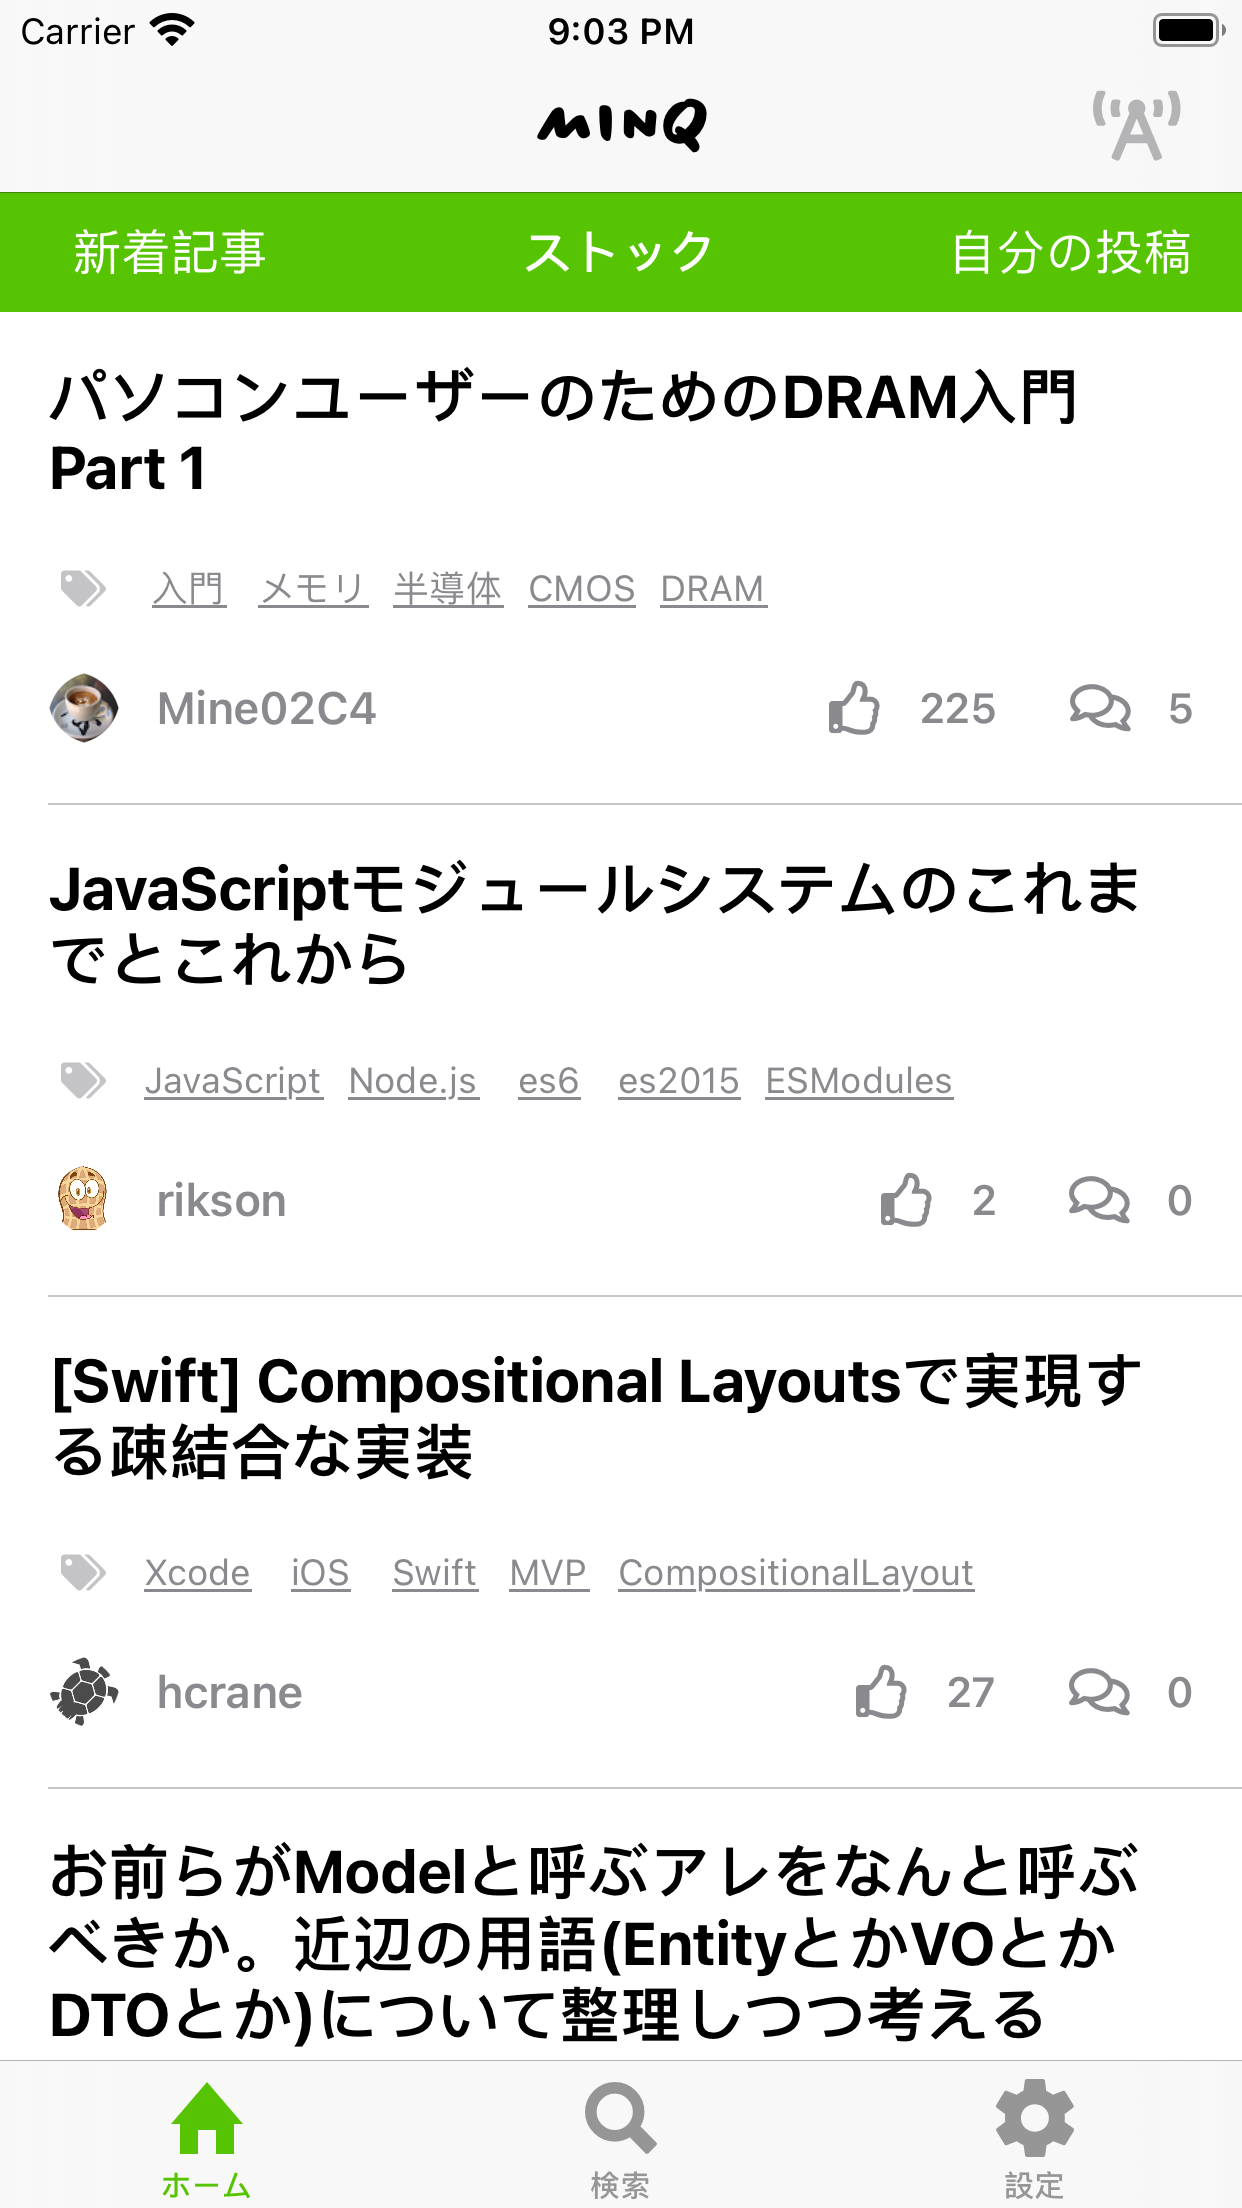 Carrier 9:03 PM
MINQ
新着記事 ストック 自分の投稿
パソコンユーザーのためのDRAM入門
Part 1
入門 メモリ 半導体 CMOS DRAM
Mine02C4 225 5
JavaScriptモジュールシステムのこれま
でとこれから
JavaScript Node.js es6 es2015 ESModules
rikson 2 0
[Swift] Compositional Layoutsで実現す
る疎結合な実装
Xcode iOS Swift MVP CompositionalLayout
hcrane 27 0
お前らがModelと呼ぶアレをなんと呼ぶ
べきか。近辺の用語(EntityとかVOとか
DTOとか)について整理しつつ考える
ホーム 検索 設定